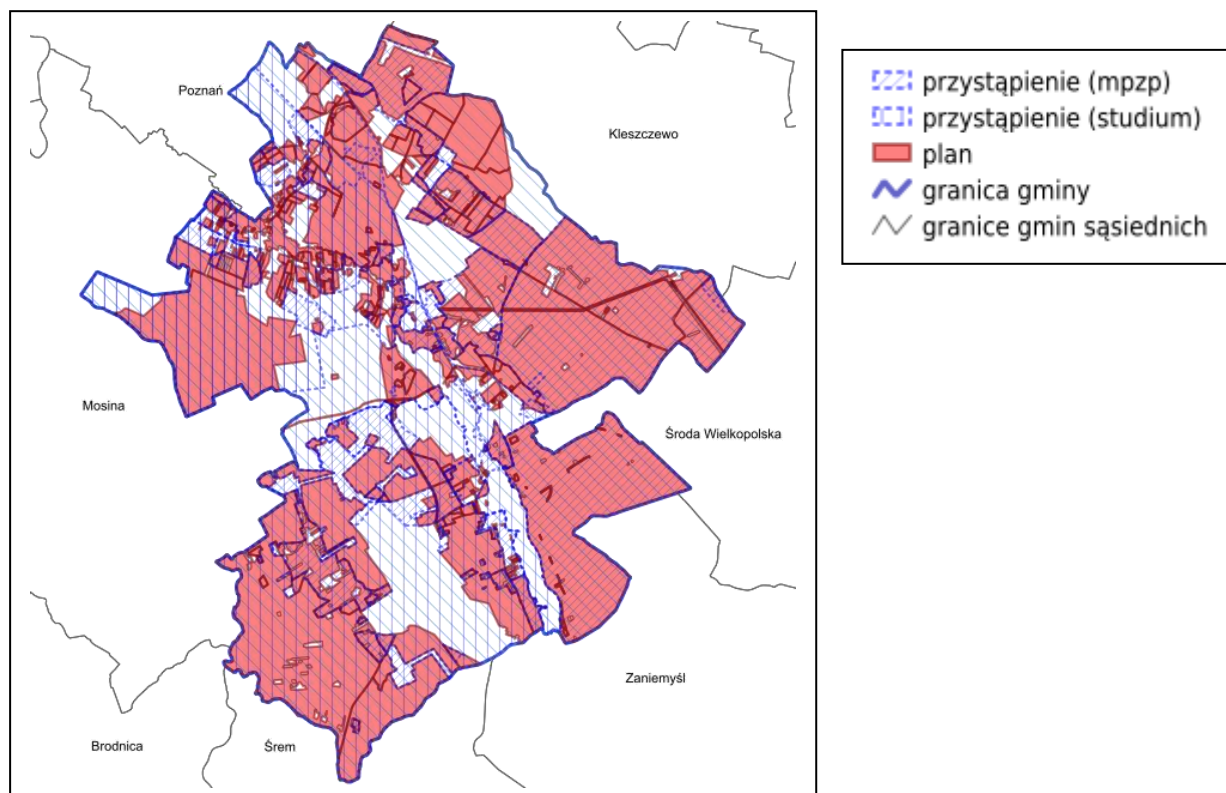 Poznań
Kleszczewo
Mosina
Środa Wielkopolska
Zaniemyśl
Brodnica
Śrem
przystąpienie (mpzp)
przystąpienie (studium)
plan
granica gminy
granice gmin sąsiednich